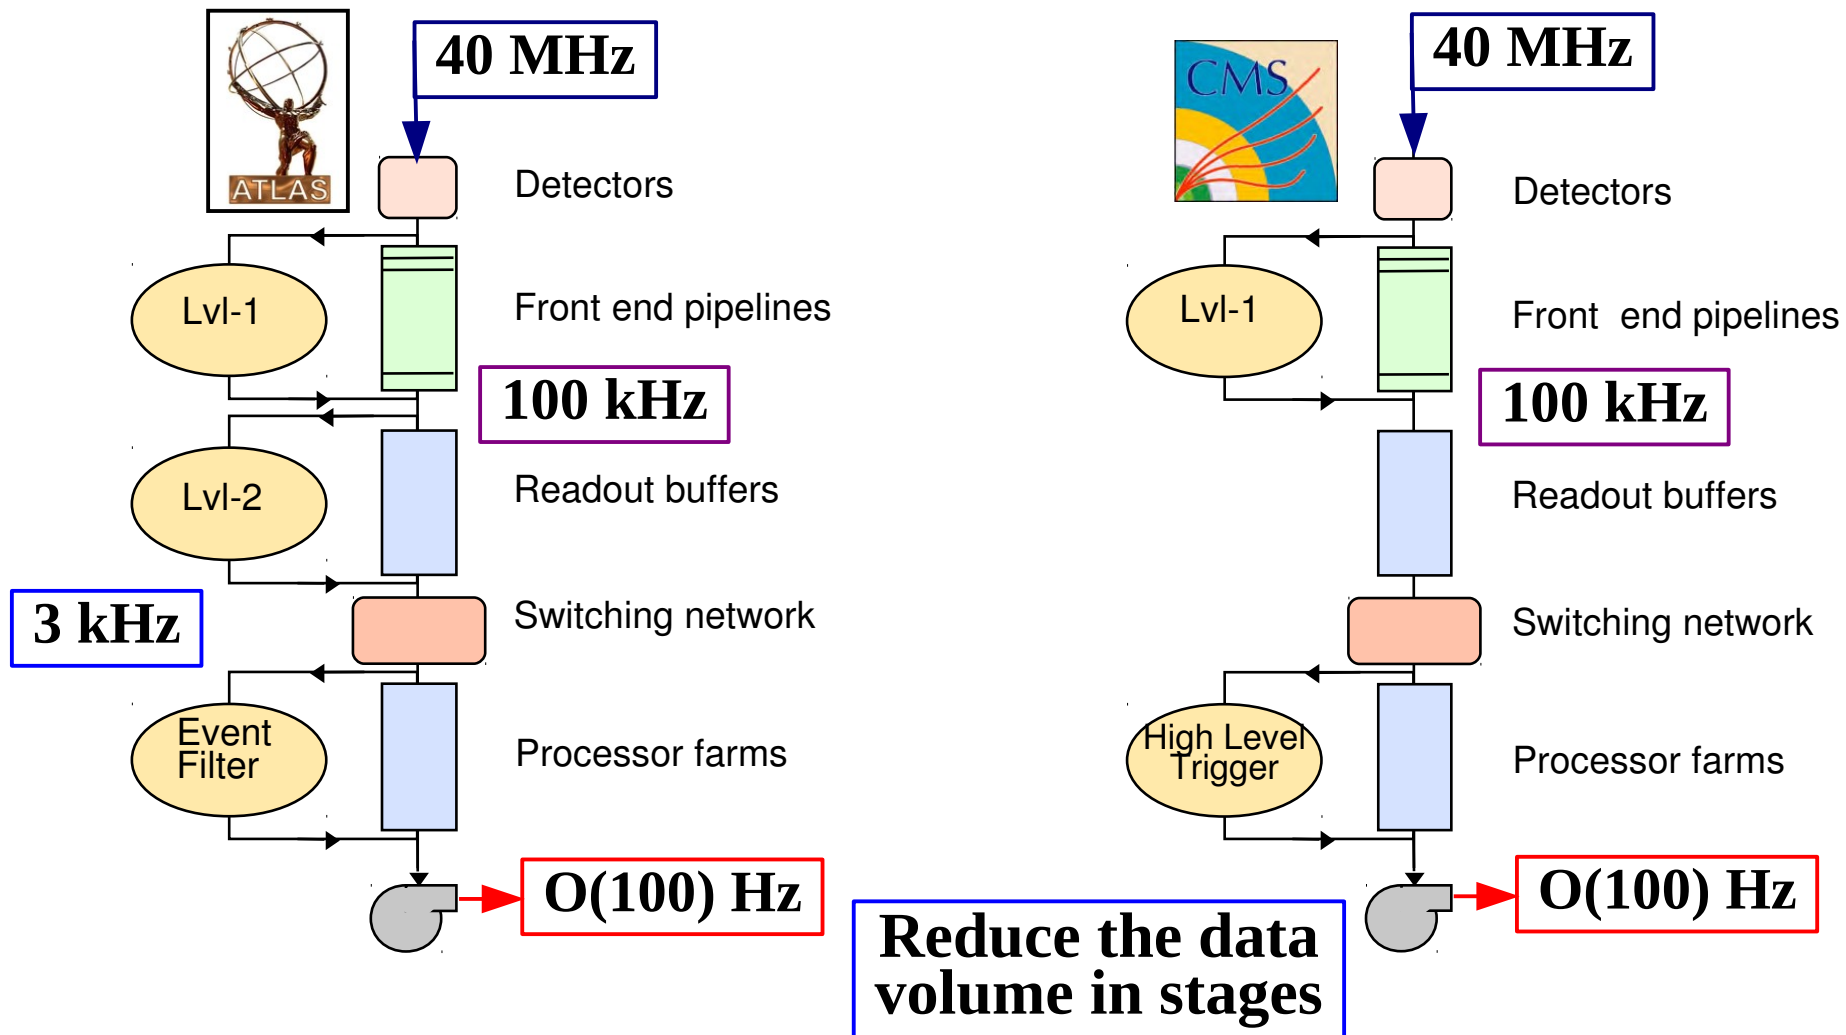 40 MHz
ATLAS
Detectors
Lvl-1
Front end pipelines
100 kHz
Lvl-2
Readout buffers
3 kHz
Switching network
Event
Filter
Processor farms
O(100) Hz
40 MHz
CMS
Detectors
Lvl-1
Front end pipelines
100 kHz
Readout buffers
Switching network
High Level
Trigger
Processor farms
O(100) Hz
Reduce the data
volume in stages